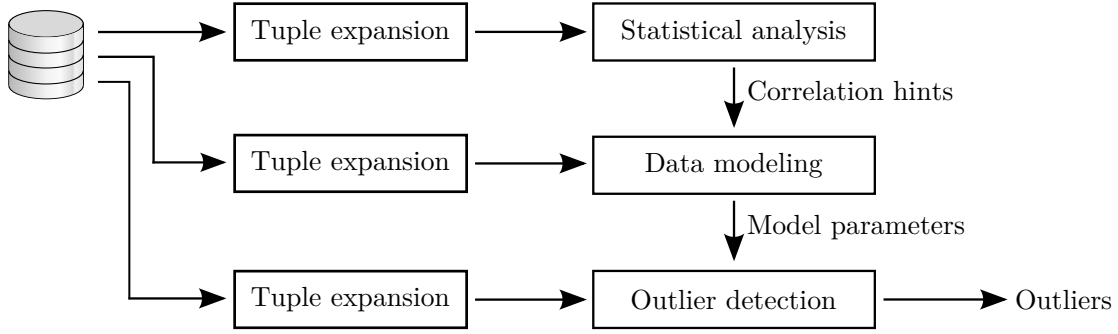 Tuple expansion
Statistical analysis
Correlation hints
Tuple expansion
Data modeling
Model parameters
Tuple expansion
Outlier detection
Outliers